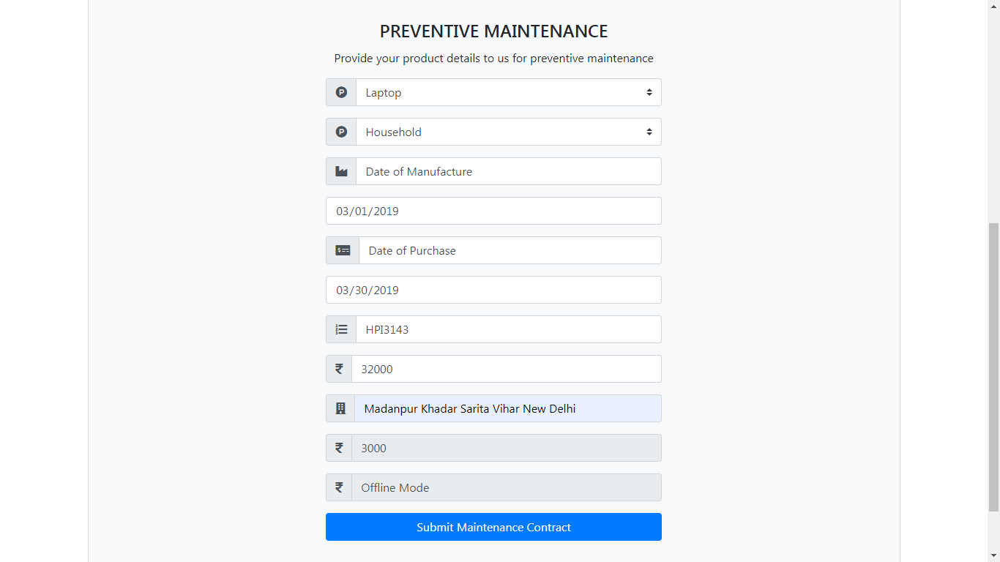 PREVENTIVE MAINTENANCE
Provide your product details to us for preventive maintenance
Laptop
Household
Date of Manufacture
03/01/2019
Date of Purchase
03/30/2019
HPI3143
₹ 32000
Madanpur Khadar Sarita Vihar New Delhi
₹ 3000
₹ Offline Mode
Submit Maintenance Contract